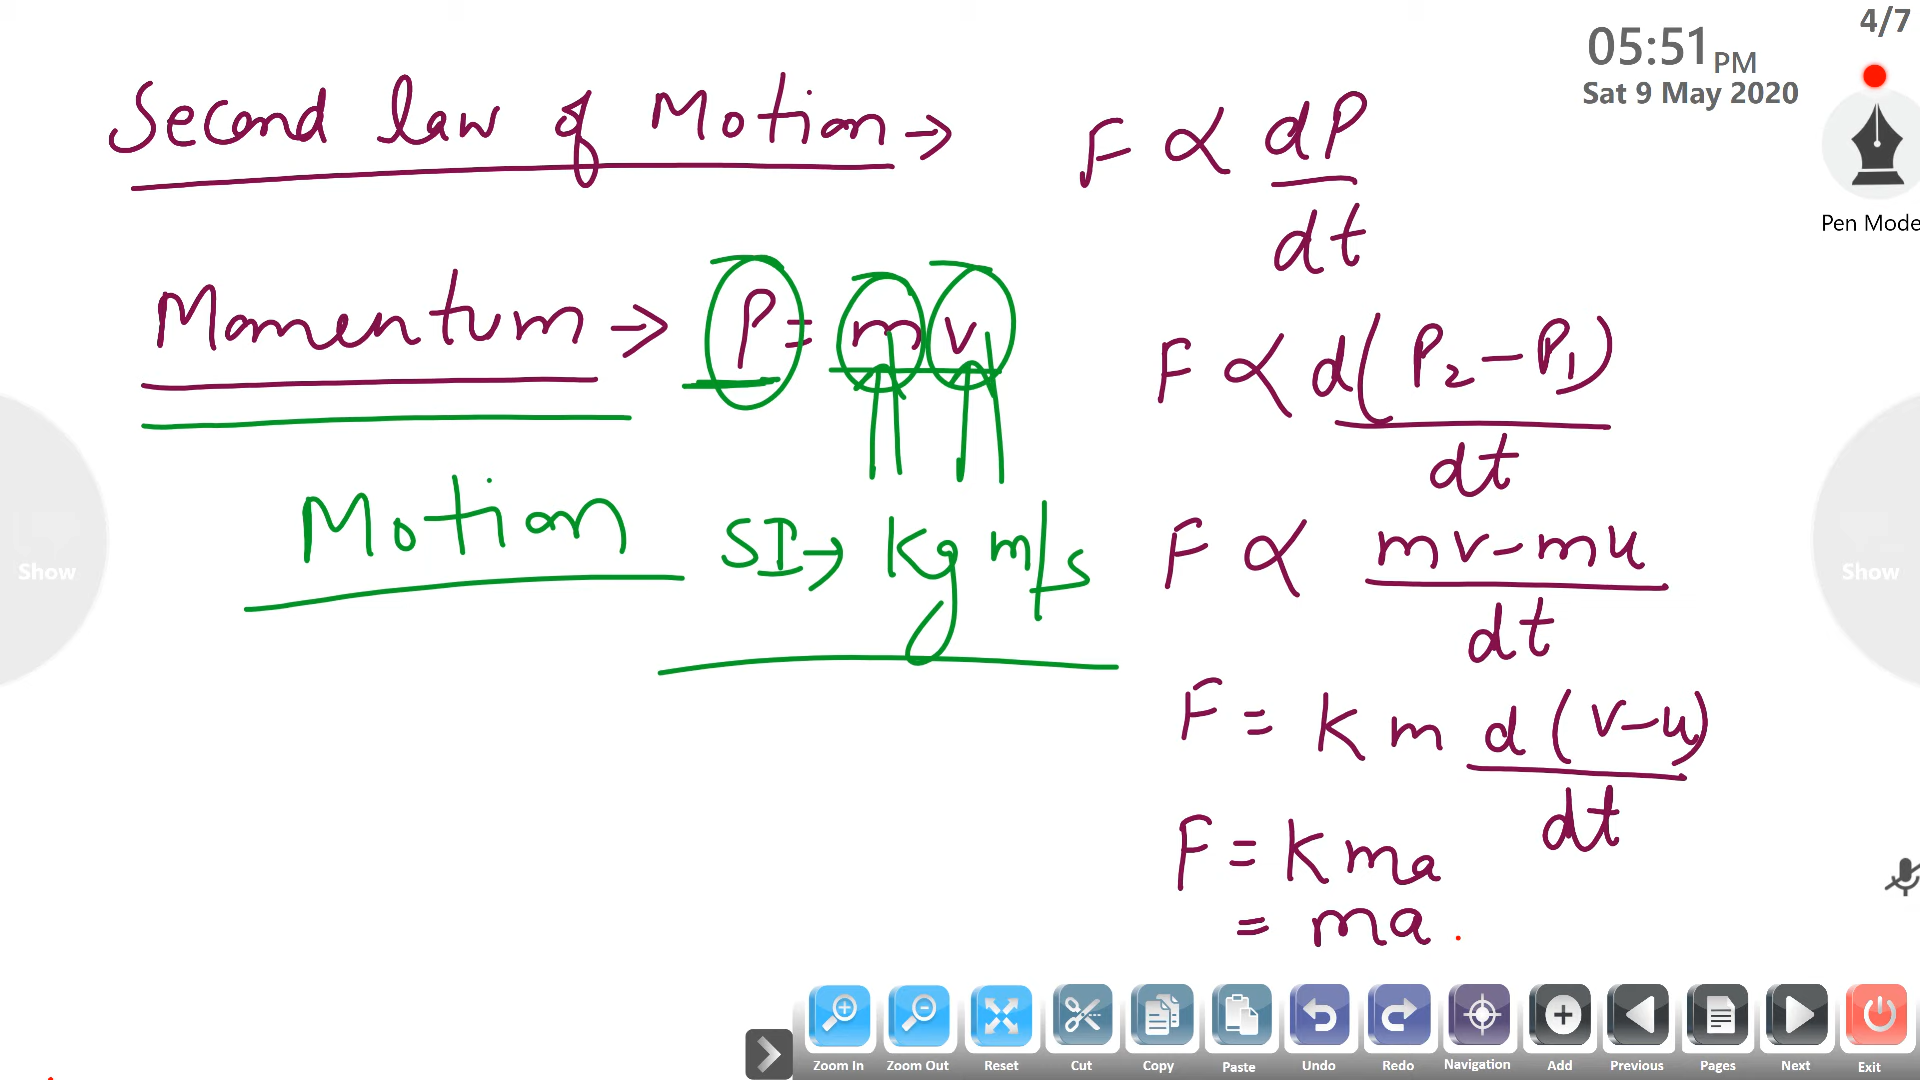 4/7
05:51 PM
Sat 9 May 2020
Pen Mode
Second law of Motion →
F ∝ dP/dt
Momentum → P = mv
F ∝ d(P₂ – P₁)/dt
Motion
SI → Kg m/s
F ∝ mv – mu/dt
F = K m d(v – u)/dt
F = K ma
= ma .
Show
Show
Zoom In Zoom Out Reset Cut Copy Paste Undo Redo Navigation Add Previous Pages Next Exit